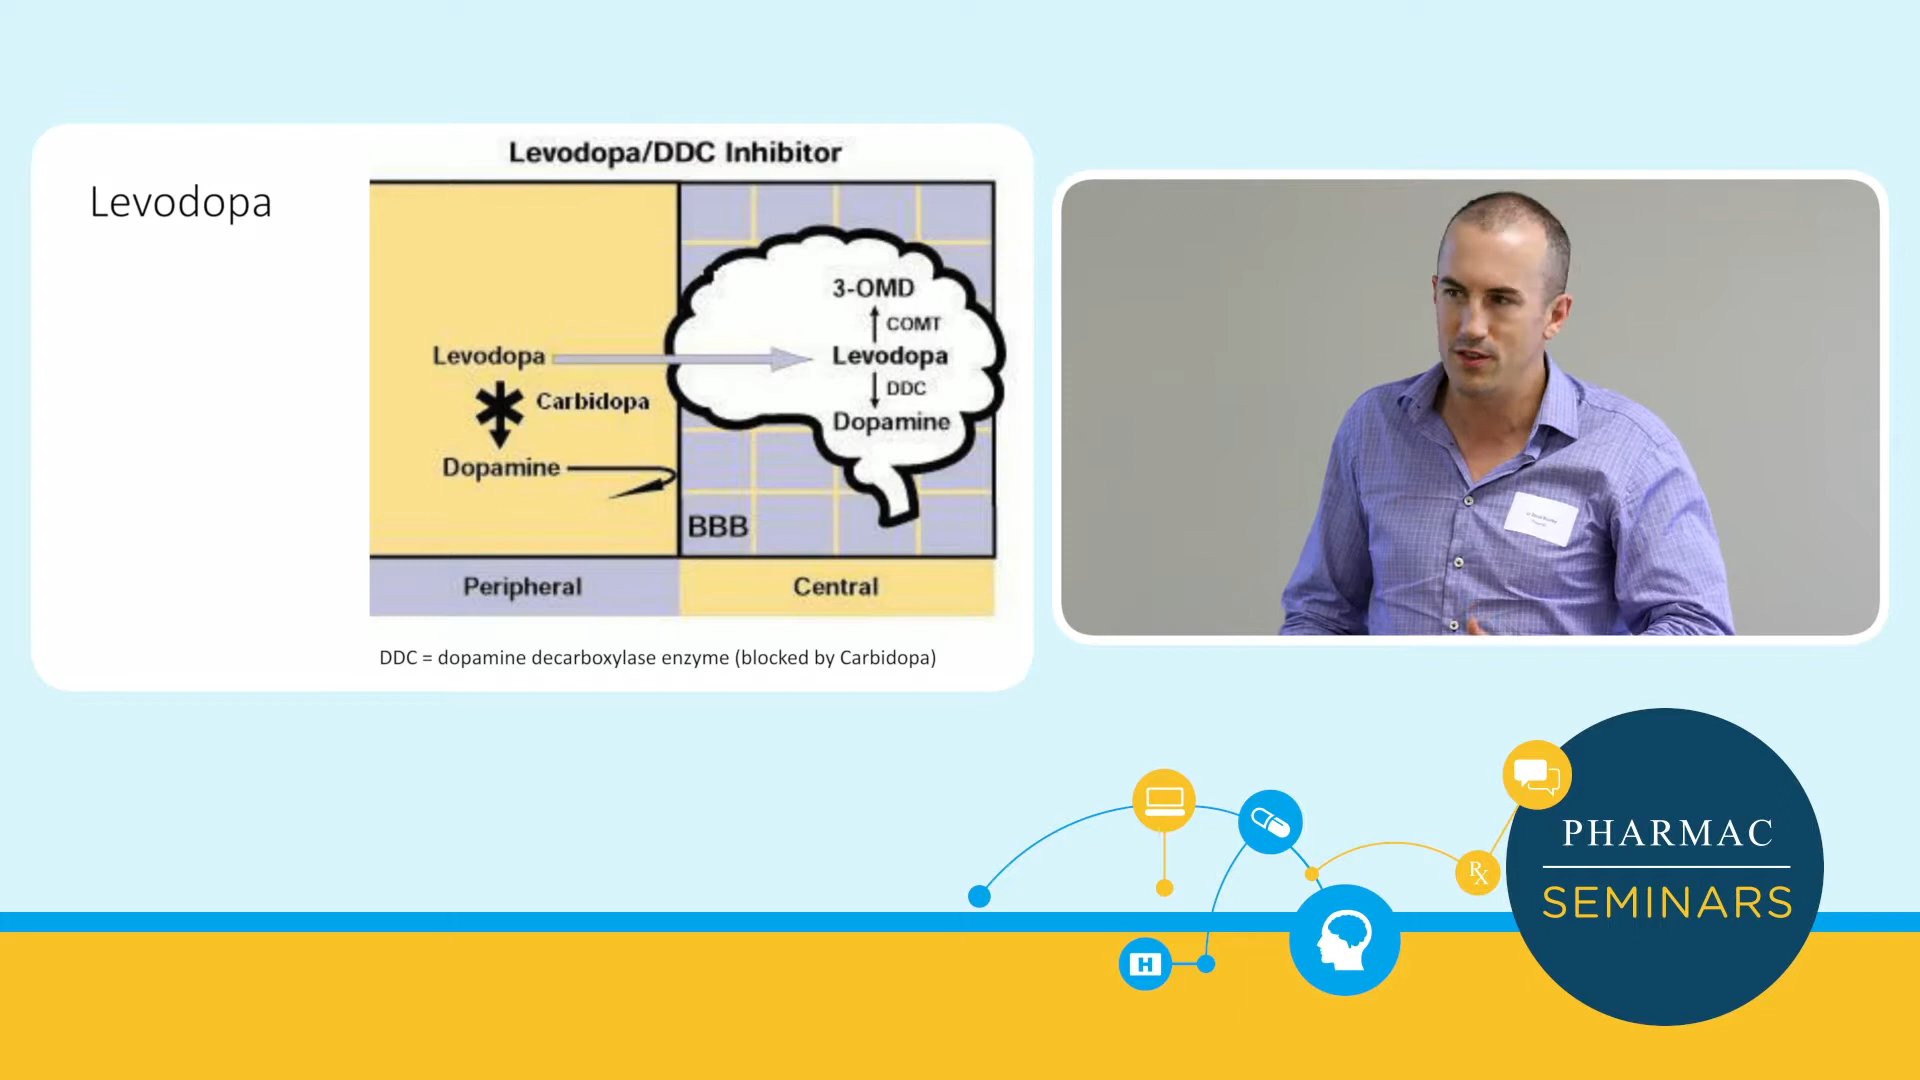 Levodopa/DDC Inhibitor
Levodopa
3-OMD
COMT
Levodopa
Levodopa
DDC
Carbidopa
Dopamine
Dopamine
BBB
Peripheral
Central
DDC = dopamine decarboxylase enzyme (blocked by Carbidopa)
PHARMAC
SEMINARS
Rx
H